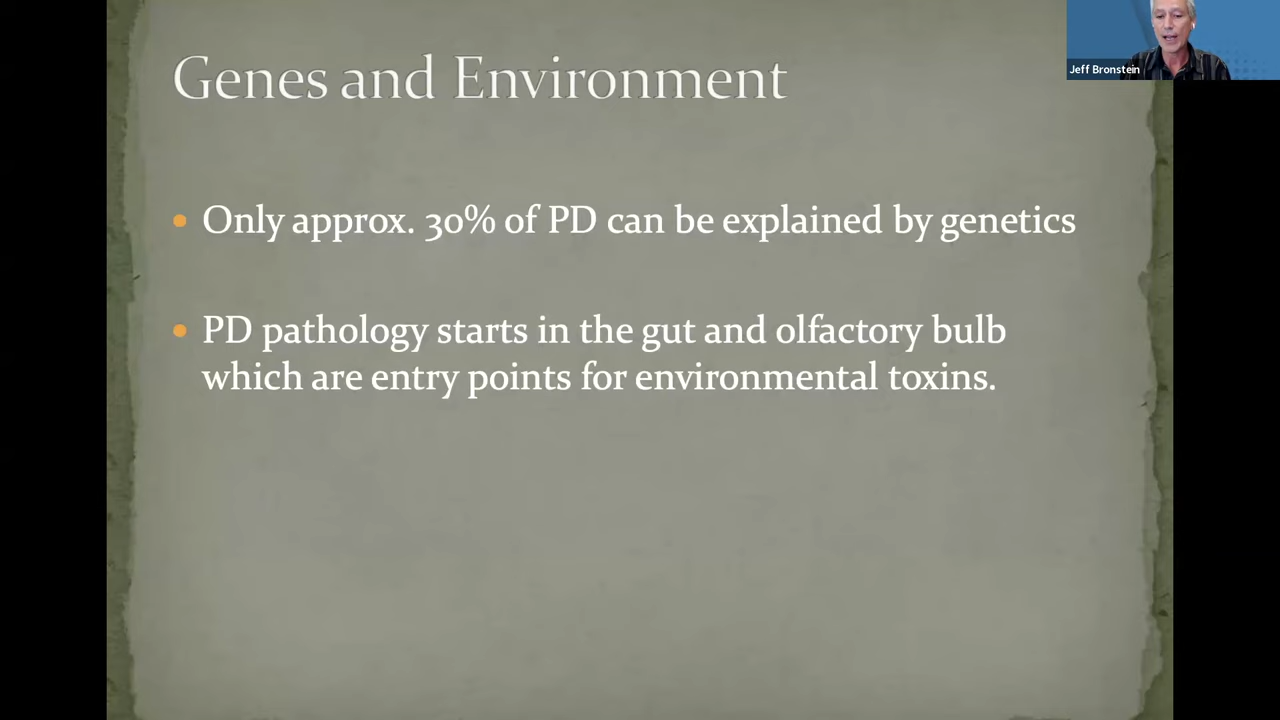 Genes and Environment
Jeff Bronstein
• Only approx. 30% of PD can be explained by genetics
• PD pathology starts in the gut and olfactory bulb
which are entry points for environmental toxins.